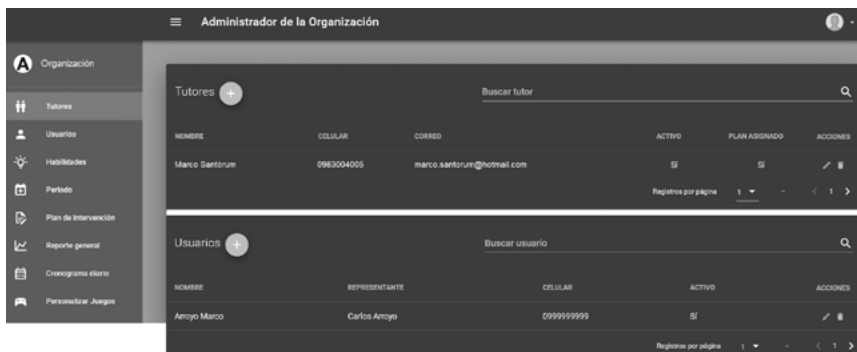 Administrador de la Organización
A Organización
Tutores
Usuarios
Habilidades
Periodo
Plan de Intervención
Reporte general
Cronograma diario
Personalizar Juegos
Tutores +
Buscar tutor
NOMBRE CELULAR CORREO ACTIVO PLAN ASIGNADO ACCIONES
Marco Santorum 0983004006 marco.santorum@hotmail.com Sí Sí
Registros por página 1 - < 1 >
Usuarios +
Buscar usuario
NOMBRE REPRESENTANTE CELULAR ACTIVO ACCIONES
Arroyo Marco Carlos Arroyo 0999999999 Sí
Registros por página 1 - < 1 >